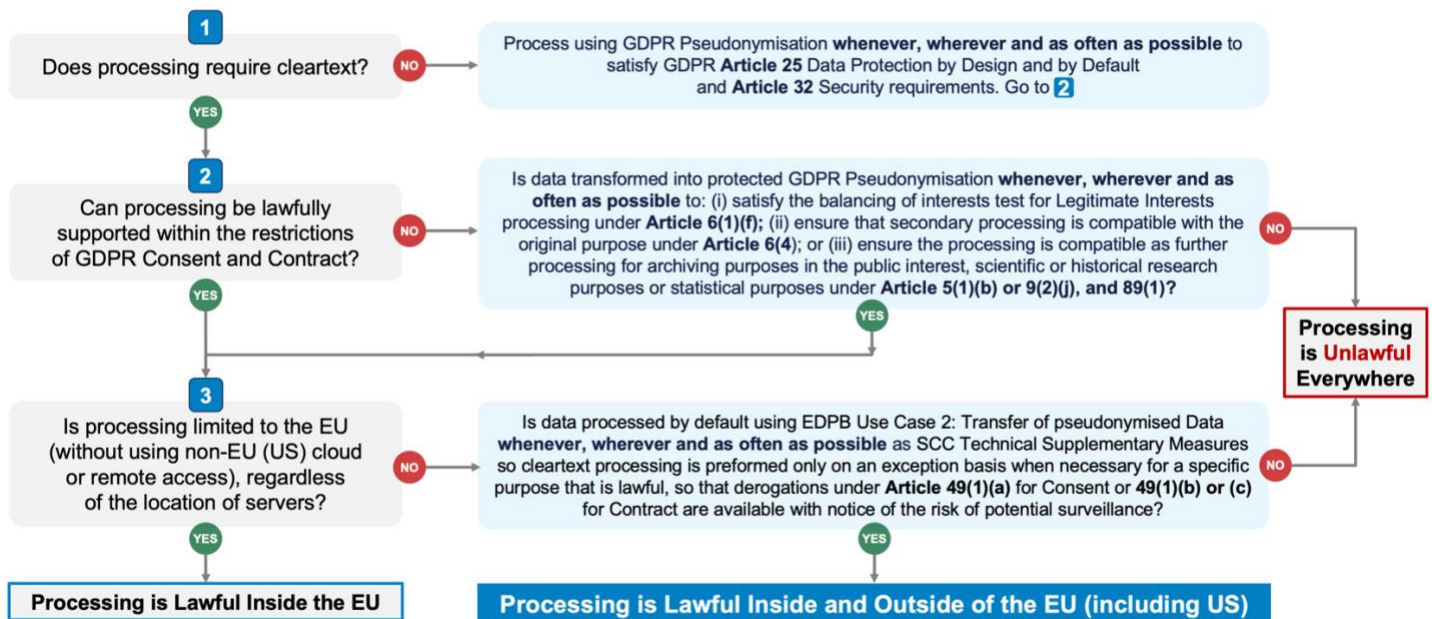 1
Does processing require cleartext?
NO
Process using GDPR Pseudonymisation whenever, wherever and as often as possible to
satisfy GDPR Article 25 Data Protection by Design and by Default
and Article 32 Security requirements. Go to 2
YES
2
Can processing be lawfully
supported within the restrictions
of GDPR Consent and Contract?
NO
Is data transformed into protected GDPR Pseudonymisation whenever, wherever and as
often as possible to: (i) satisfy the balancing of interests test for Legitimate Interests
processing under Article 6(1)(f); (ii) ensure that secondary processing is compatible with the
original purpose under Article 6(4); or (iii) ensure the processing is compatible as further
processing for archiving purposes in the public interest, scientific or historical research
purposes or statistical purposes under Article 5(1)(b) or 9(2)(j), and 89(1)?
NO
YES
YES
Processing
is Unlawful
Everywhere
3
Is processing limited to the EU
(without using non-EU (US) cloud
or remote access), regardless
of the location of servers?
NO
Is data processed by default using EDPB Use Case 2: Transfer of pseudonymised Data
whenever, wherever and as often as possible as SCC Technical Supplementary Measures
so cleartext processing is preformed only on an exception basis when necessary for a specific
purpose that is lawful, so that derogations under Article 49(1)(a) for Consent or 49(1)(b) or (c)
for Contract are available with notice of the risk of potential surveillance?
NO
YES
YES
Processing is Lawful Inside the EU
Processing is Lawful Inside and Outside of the EU (including US)